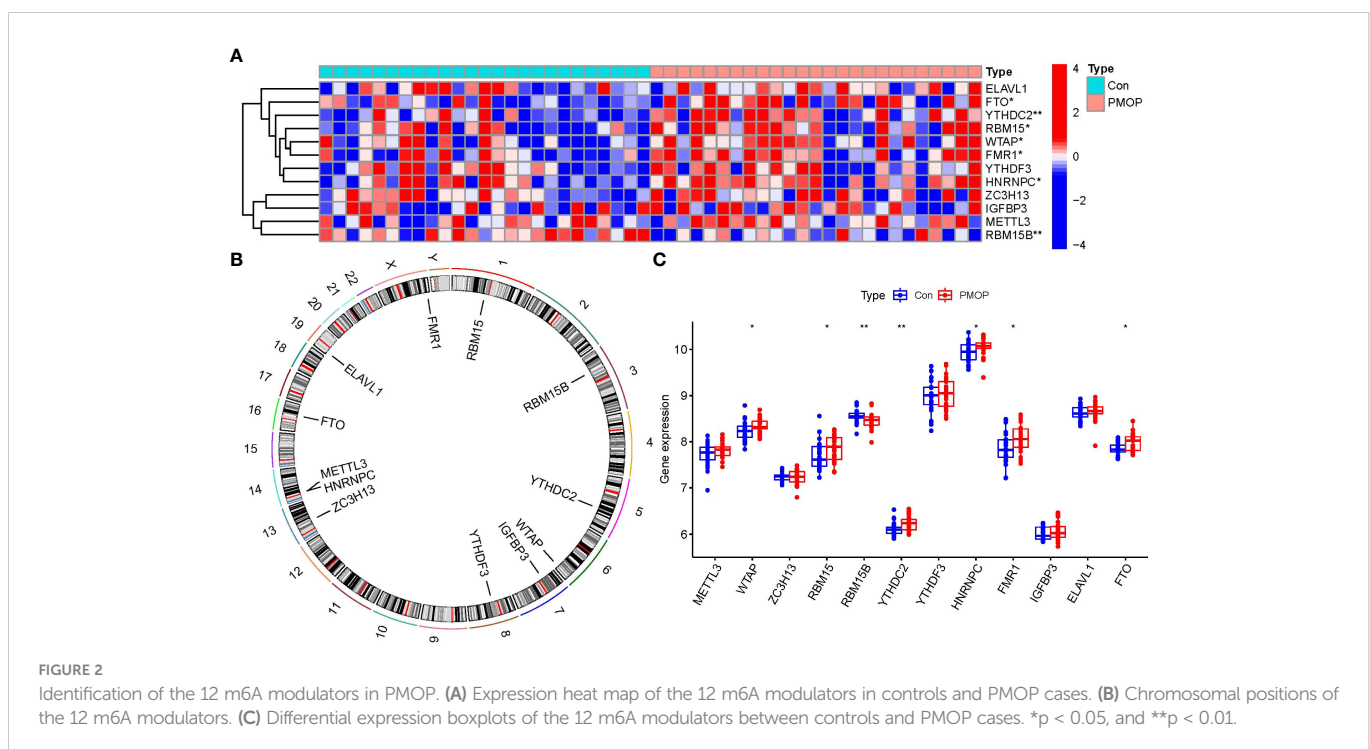 A
Type
ELAVL1
FTO*
YTHDC2**
RBM15*
WTAP*
FMR1*
YTHDF3
HNRNPC*
ZC3H13
IGFBP3
METTL3
RBM15B**
4
2
0
−2
−4
Type
Con
PMOP
B
1
2
3
4
5
6
7
8
9
10
11
12
13
14
15
16
17
18
19
20
21
22
X
Y
FMR1
RBM15
RBM15B
YTHDC2
WTAP
IGFBP3
YTHDF3
ZC3H13
HNRNPC
METTL3
FTO
ELAVL1
C
Type Con PMOP
* * ** ** * * *
Gene expression
10
9
8
7
6
METTL3
WTAP
ZC3H13
RBM15
RBM15B
YTHDC2
YTHDF3
HNRNPC
FMR1
IGFBP3
ELAVL1
FTO
FIGURE 2
Identification of the 12 m6A modulators in PMOP. (A) Expression heat map of the 12 m6A modulators in controls and PMOP cases. (B) Chromosomal positions of
the 12 m6A modulators. (C) Differential expression boxplots of the 12 m6A modulators between controls and PMOP cases. *p < 0.05, and **p < 0.01.